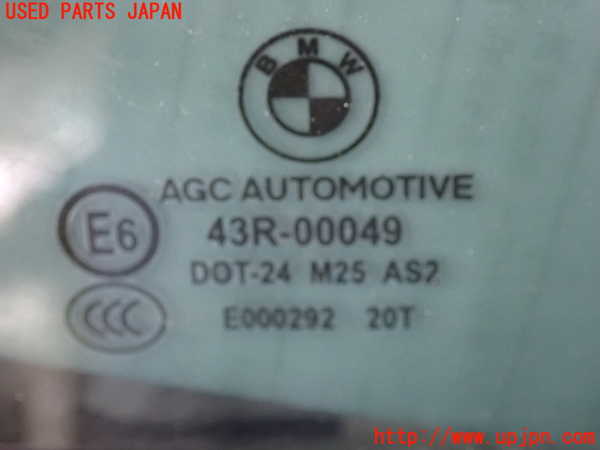 USED PARTS JAPAN
BMW
AGC AUTOMOTIVE
E6 43R-00049
DOT-24 M25 AS2
CCC E000292 20T
http://www.upjpn.com